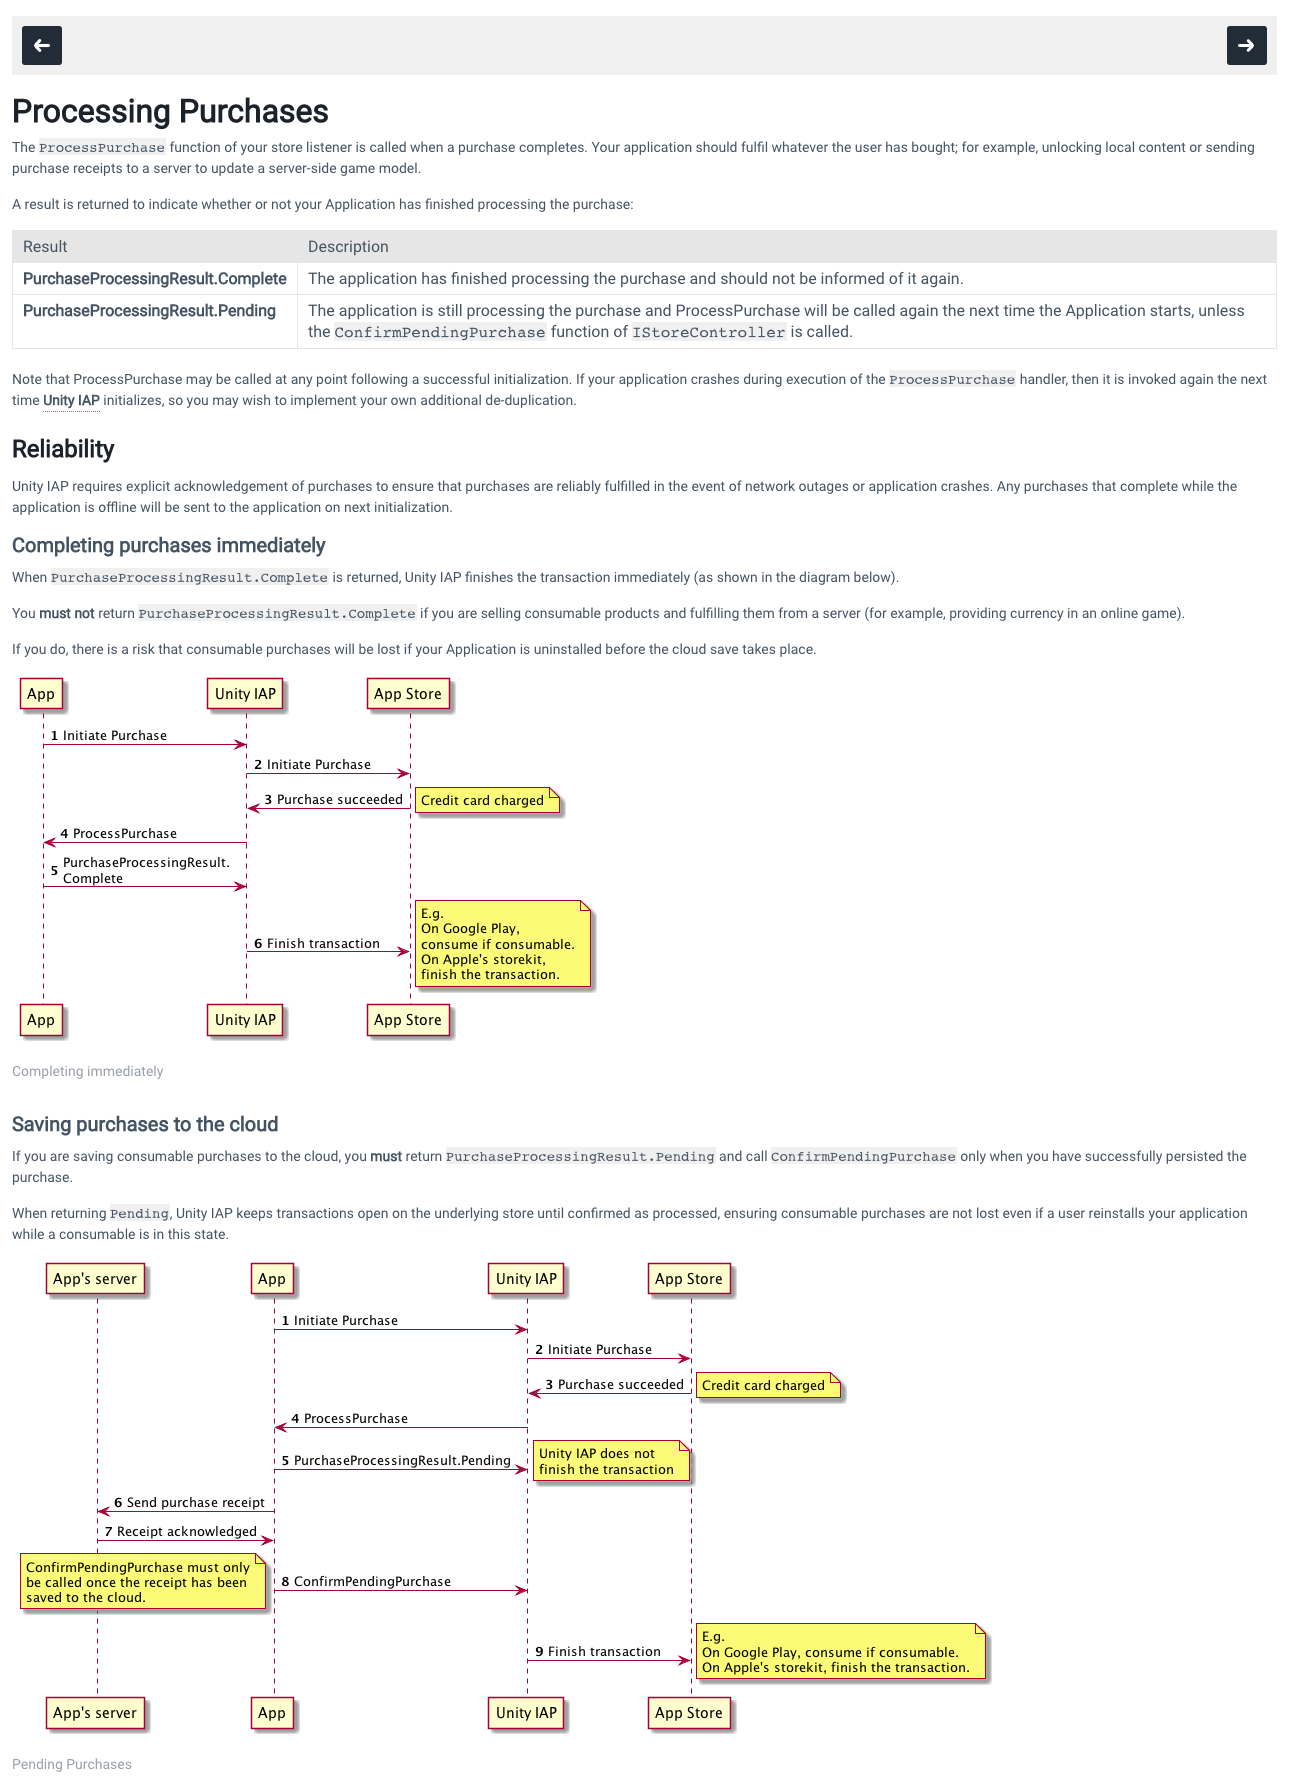 Processing Purchases
The ProcessPurchase function of your store listener is called when a purchase completes. Your application should fulfil whatever the user has bought; for example, unlocking local content or sending
purchase receipts to a server to update a server-side game model.
A result is returned to indicate whether or not your Application has finished processing the purchase:
Result Description
PurchaseProcessingResult.Complete The application has finished processing the purchase and should not be informed of it again.
PurchaseProcessingResult.Pending The application is still processing the purchase and ProcessPurchase will be called again the next time the Application starts, unless
the ConfirmPendingPurchase function of IStoreController is called.
Note that ProcessPurchase may be called at any point following a successful initialization. If your application crashes during execution of the ProcessPurchase handler, then it is invoked again the next
time Unity IAP initializes, so you may wish to implement your own additional de-duplication.
Reliability
Unity IAP requires explicit acknowledgement of purchases to ensure that purchases are reliably fulfilled in the event of network outages or application crashes. Any purchases that complete while the
application is offline will be sent to the application on next initialization.
Completing purchases immediately
When PurchaseProcessingResult.Complete is returned, Unity IAP finishes the transaction immediately (as shown in the diagram below).
You must not return PurchaseProcessingResult.Complete if you are selling consumable products and fulfilling them from a server (for example, providing currency in an online game).
If you do, there is a risk that consumable purchases will be lost if your Application is uninstalled before the cloud save takes place.
App Unity IAP App Store
1 Initiate Purchase
2 Initiate Purchase
3 Purchase succeeded Credit card charged
4 ProcessPurchase
5 PurchaseProcessingResult.
Complete
E.g.
On Google Play,
consume if consumable.
On Apple's storekit,
finish the transaction.
6 Finish transaction
App Unity IAP App Store
Completing immediately
Saving purchases to the cloud
If you are saving consumable purchases to the cloud, you must return PurchaseProcessingResult.Pending and call ConfirmPendingPurchase only when you have successfully persisted the
purchase.
When returning Pending, Unity IAP keeps transactions open on the underlying store until confirmed as processed, ensuring consumable purchases are not lost even if a user reinstalls your application
while a consumable is in this state.
App's server App Unity IAP App Store
1 Initiate Purchase
2 Initiate Purchase
3 Purchase succeeded Credit card charged
4 ProcessPurchase
5 PurchaseProcessingResult.Pending
Unity IAP does not
finish the transaction
6 Send purchase receipt
7 Receipt acknowledged
ConfirmPendingPurchase must only
be called once the receipt has been
saved to the cloud.
8 ConfirmPendingPurchase
9 Finish transaction
E.g.
On Google Play, consume if consumable.
On Apple's storekit, finish the transaction.
App's server App Unity IAP App Store
Pending Purchases